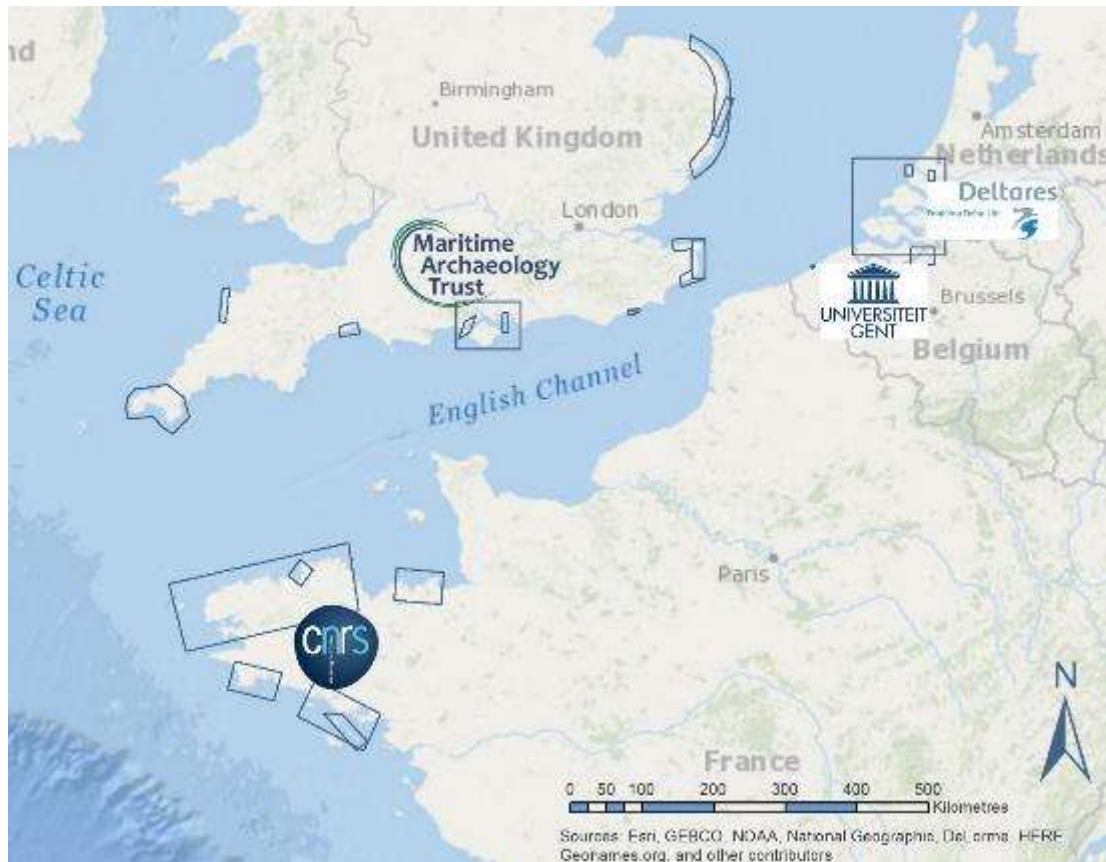 nd
Birmingham
United Kingdom
Amsterdam
Netherlands
Deltares
London
Maritime
Archaeology
Trust
Celtic
Sea
UNIVERSITEIT
GENT
Brussels
Belgium
English Channel
Paris
cnrs
N
France
0 50 100 200 300 400 500
Kilometres
Sources: Esri, GEBCO, NOAA, National Geographic, DeLorme, HERE,
Geonames.org, and other contributors